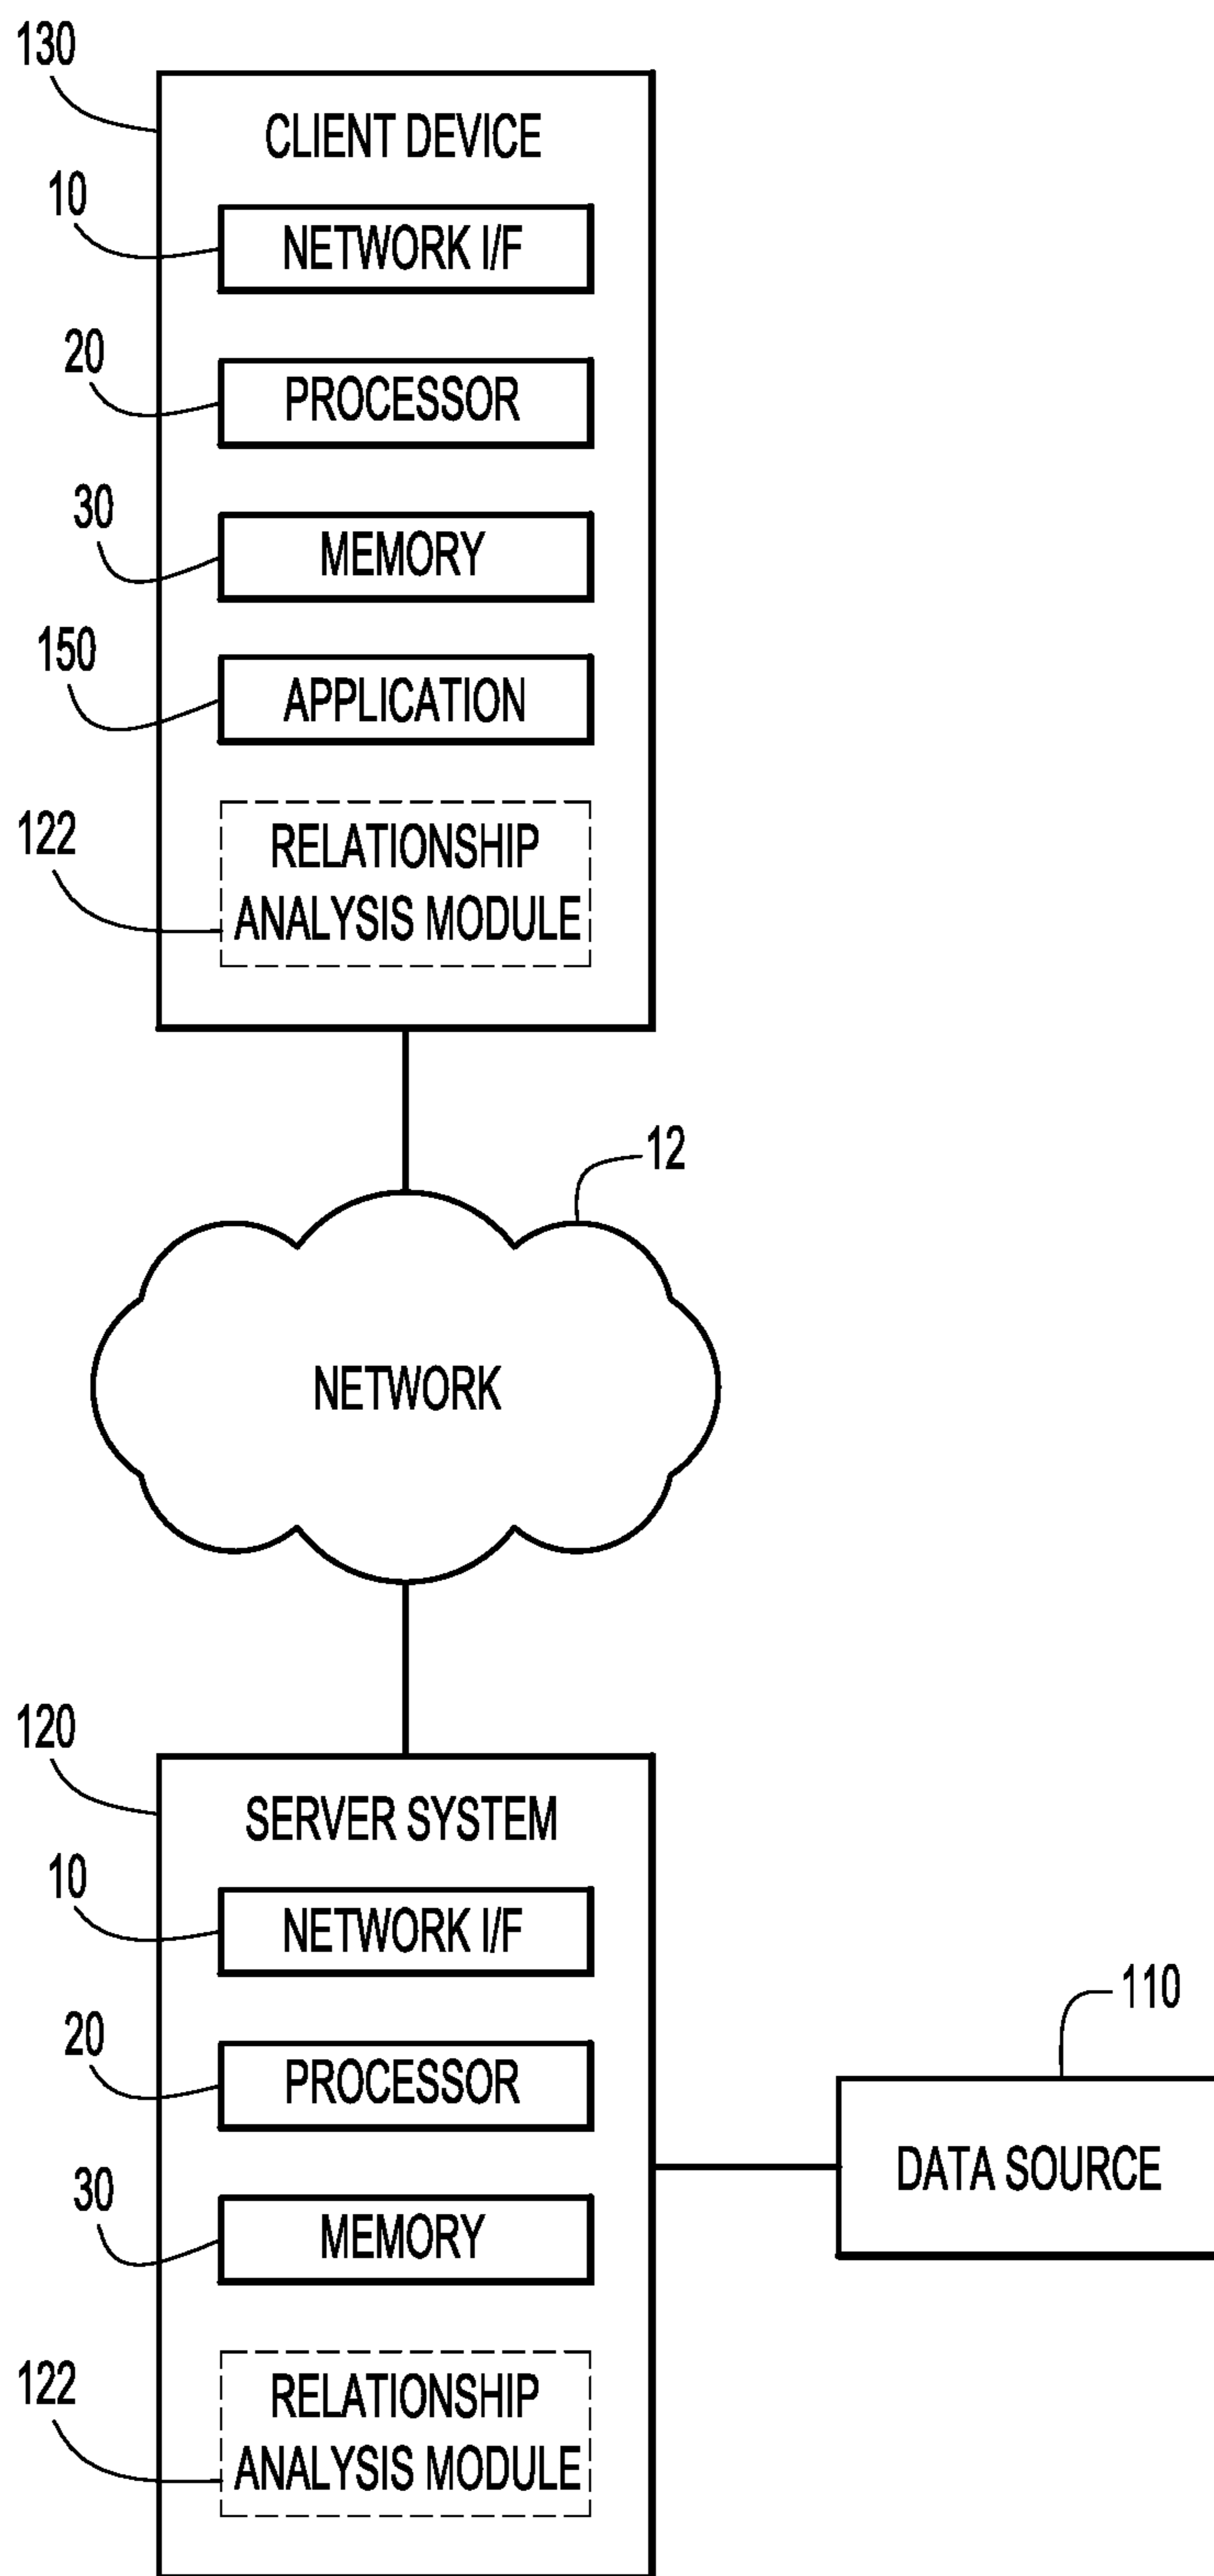 130
CLIENT DEVICE
10
NETWORK I/F
20
PROCESSOR
30
MEMORY
150
APPLICATION
122
RELATIONSHIP
ANALYSIS MODULE
12
NETWORK
120
SERVER SYSTEM
10
NETWORK I/F
20
PROCESSOR
110
DATA SOURCE
30
MEMORY
122
RELATIONSHIP
ANALYSIS MODULE